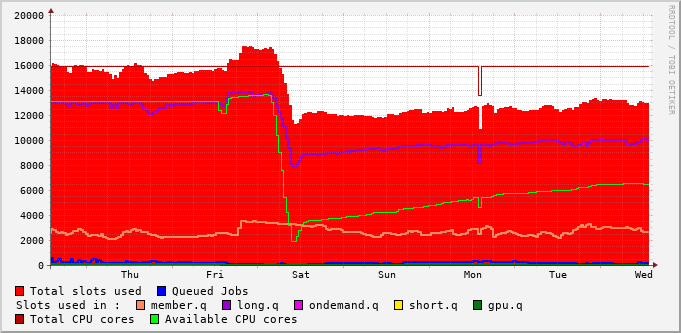 20000
18000
16000
14000
12000
10000
8000
6000
4000
2000
0
Thu Fri Sat Sun Mon Tue Wed
RRDTOOL / TOBI OETIKER
Total slots used Queued Jobs
Slots used in : member.q long.q ondemand.q short.q gpu.q
Total CPU cores Available CPU cores